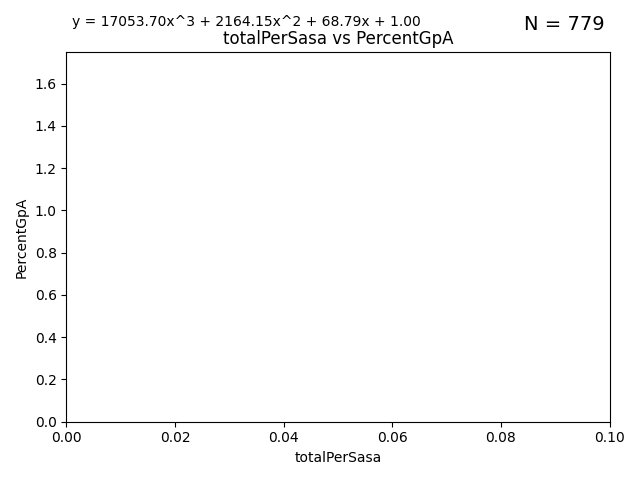 y = 17053.70x^3 + 2164.15x^2 + 68.79x + 1.00
N = 779
totalPerSasa vs PercentGpA
PercentGpA
1.6
1.4
1.2
1.0
0.8
0.6
0.4
0.2
0.0
0.00 0.02 0.04 0.06 0.08 0.10
totalPerSasa